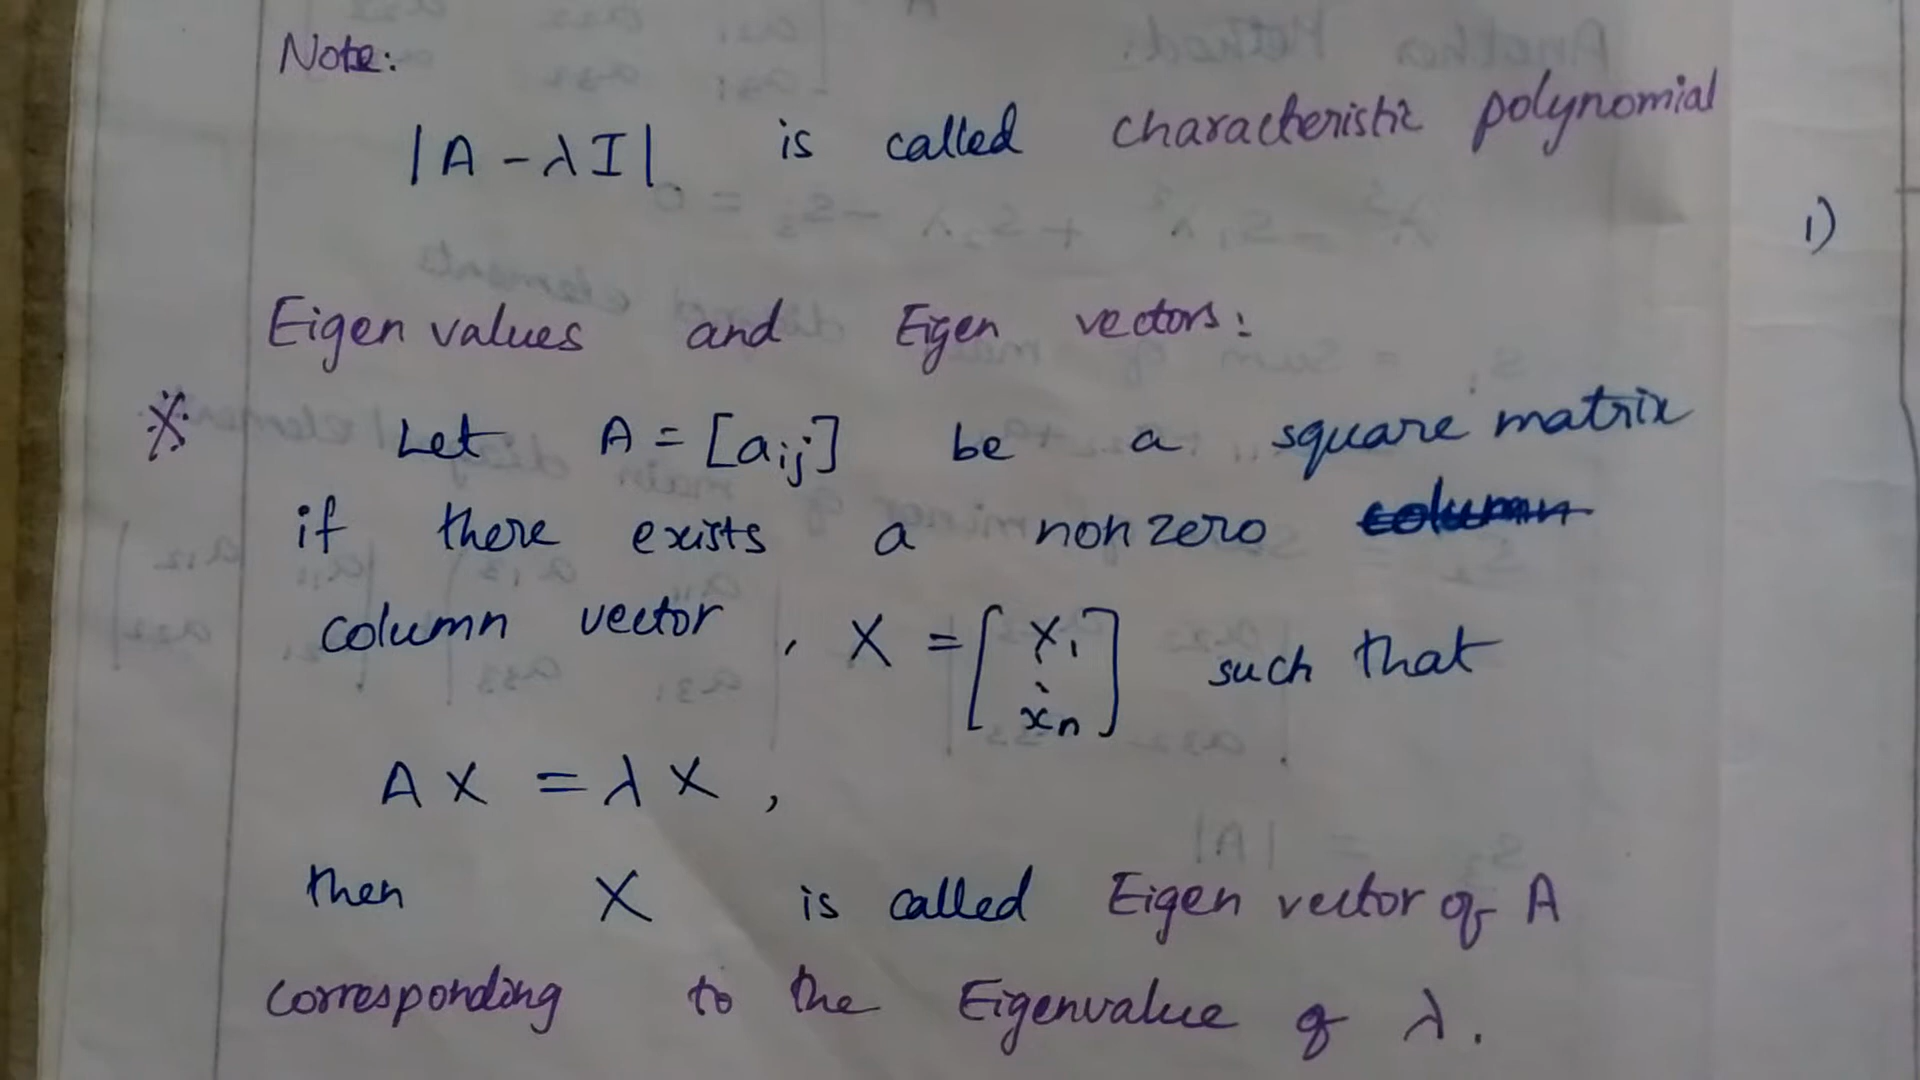 Note:
|A - λI| is called characteristic polynomial
1)
Eigen values and Eigen vectors:
※ Let A = [aij] be a square matrix
if there exists a non zero column
column vector, X = [x1 : xn] such that
AX = λX,
then X is called Eigen vector of A
corresponding to the Eigenvalue of λ.